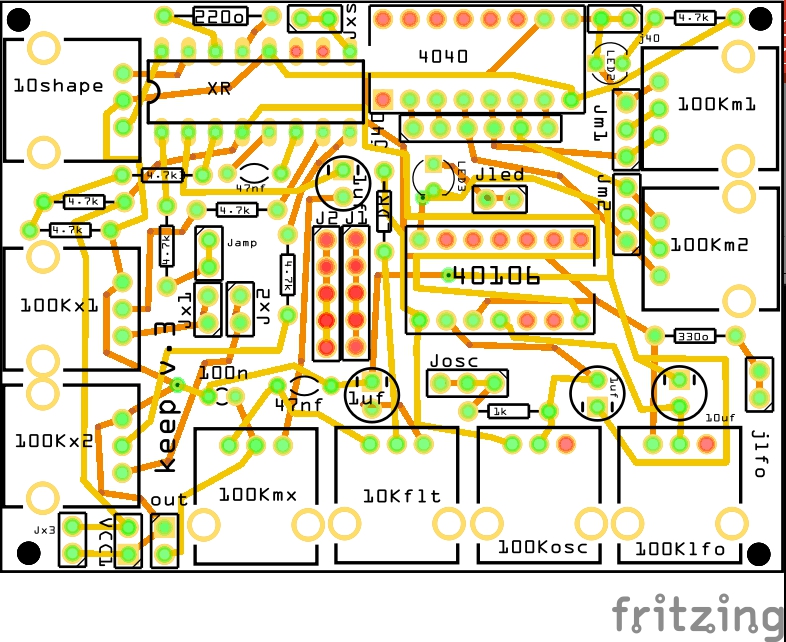 220o
Jxs
4040
j40
4.7k
LED2
10shape
XR
100Km1
Jm1
J40
4.7k
47nf
1uf
LED3
Jled
Jm2
4.7k
4.7k
4.7k
4.7k
Jamp
4.7k
J2
J1
100Km2
40106
100Kx1
Jx1
Jx2
keep v.3
330o
100n
47nf
1uf
Josc
1k
1uf
10uf
jlfo
100Kx2
out
100Kmx
10Kflt
100Kosc
100Klfo
Jx3
VCC1
fritzing